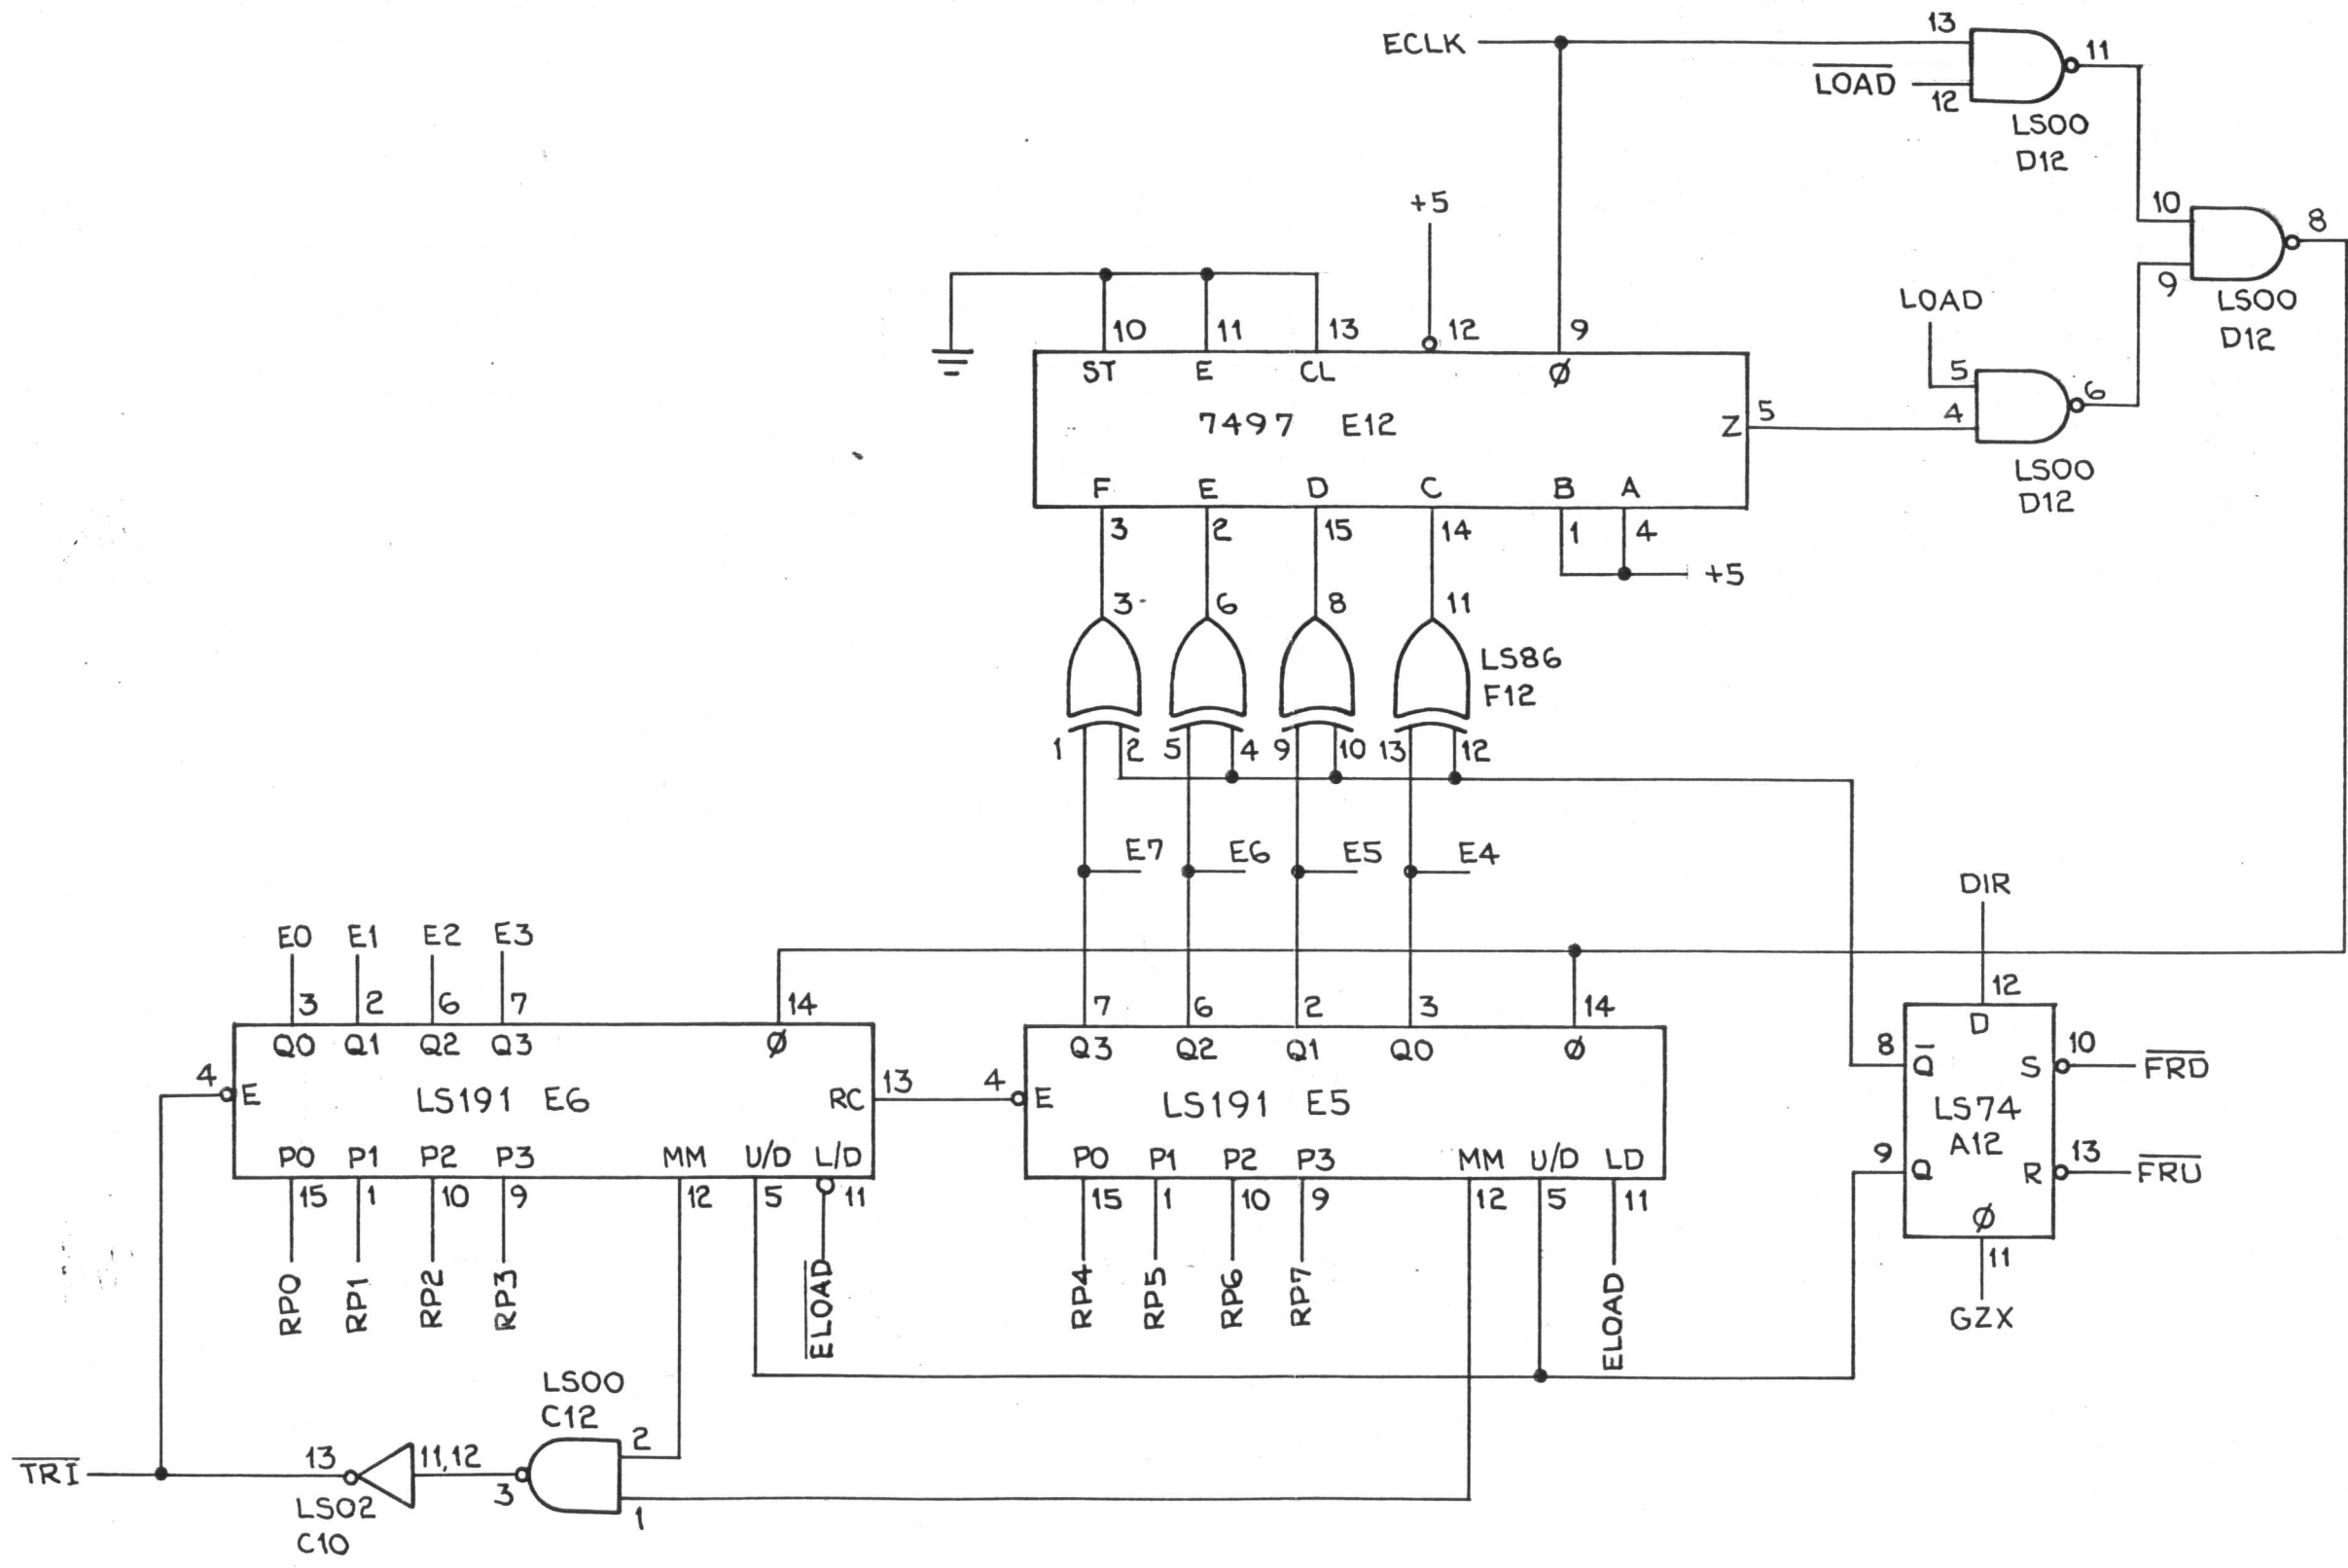 ECLK
13
11
L̅O̅A̅D̅
12
LS00
D12
+5
10
8
9
LS00
D12
LOAD
10 11 13 12 9
ST E CL Ø
5
6
4
7497 E12
Z
5
LS00
D12
F E D C B A
3 2 15 14 1 4
+5
3 6 8 11
LS86
F12
1 2 5 4 9 10 13 12
E7 E6 E5 E4
DIR
E0 E1 E2 E3
3 2 6 7 14
7 6 2 3 14
12
Q0 Q1 Q2 Q3 Ø
Q3 Q2 Q1 Q0 Ø
D
8
Q̅
S
10
F̅R̅D̅
4
E
LS191 E6
RC
13
4
E
LS191 E5
LS74
A12
P0 P1 P2 P3 MM U/D L/D
P0 P1 P2 P3 MM U/D LD
9
Q
R
13
F̅R̅U̅
15 1 10 9 12 5 11
15 1 10 9 12 5 11
Ø
11
GZX
RP0 RP1 RP2 RP3 E̅L̅O̅A̅D̅
RP4 RP5 RP6 RP7 ELOAD
LS00
C12
2
T̅R̅I̅
13
11,12
3
1
LS02
C10